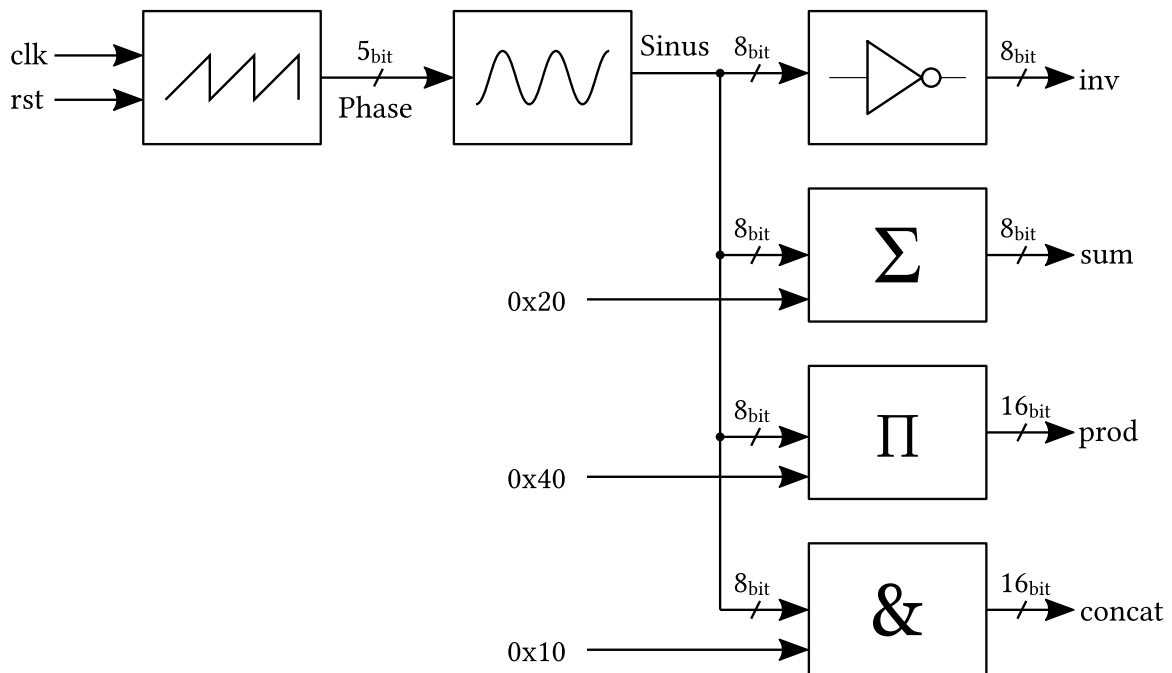 clk
rst
5bit
Phase
Sinus
8bit
8bit
inv
8bit
0x20
Σ
8bit
sum
8bit
0x40
Π
16bit
prod
8bit
0x10
&
16bit
concat